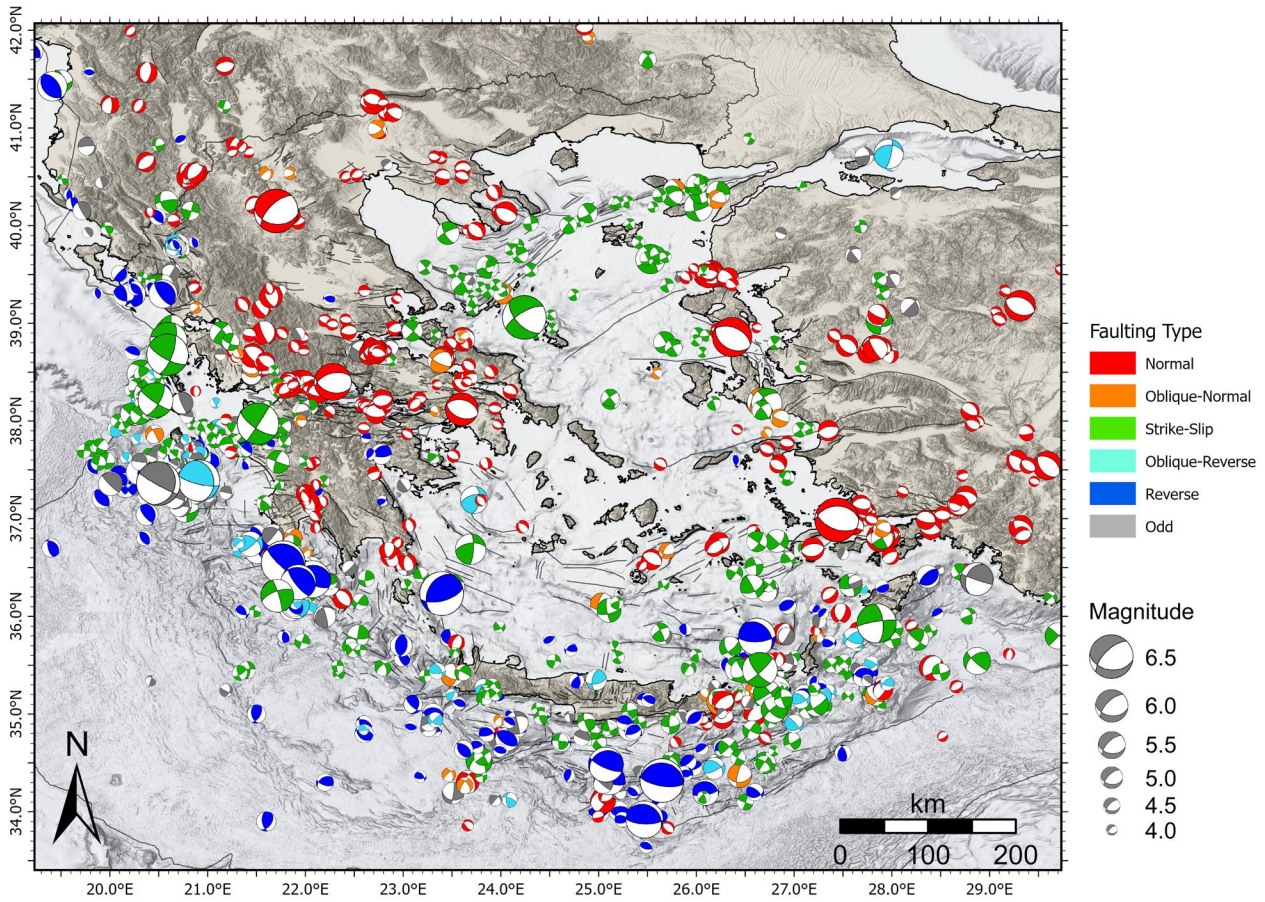 42.0°N
41.0°N
40.0°N
39.0°N
38.0°N
37.0°N
36.0°N
35.0°N
34.0°N
N
km
0 100 200
20.0°E 21.0°E 22.0°E 23.0°E 24.0°E 25.0°E 26.0°E 27.0°E 28.0°E 29.0°E
Faulting Type
Normal
Oblique-Normal
Strike-Slip
Oblique-Reverse
Reverse
Odd
Magnitude
6.5
6.0
5.5
5.0
4.5
4.0